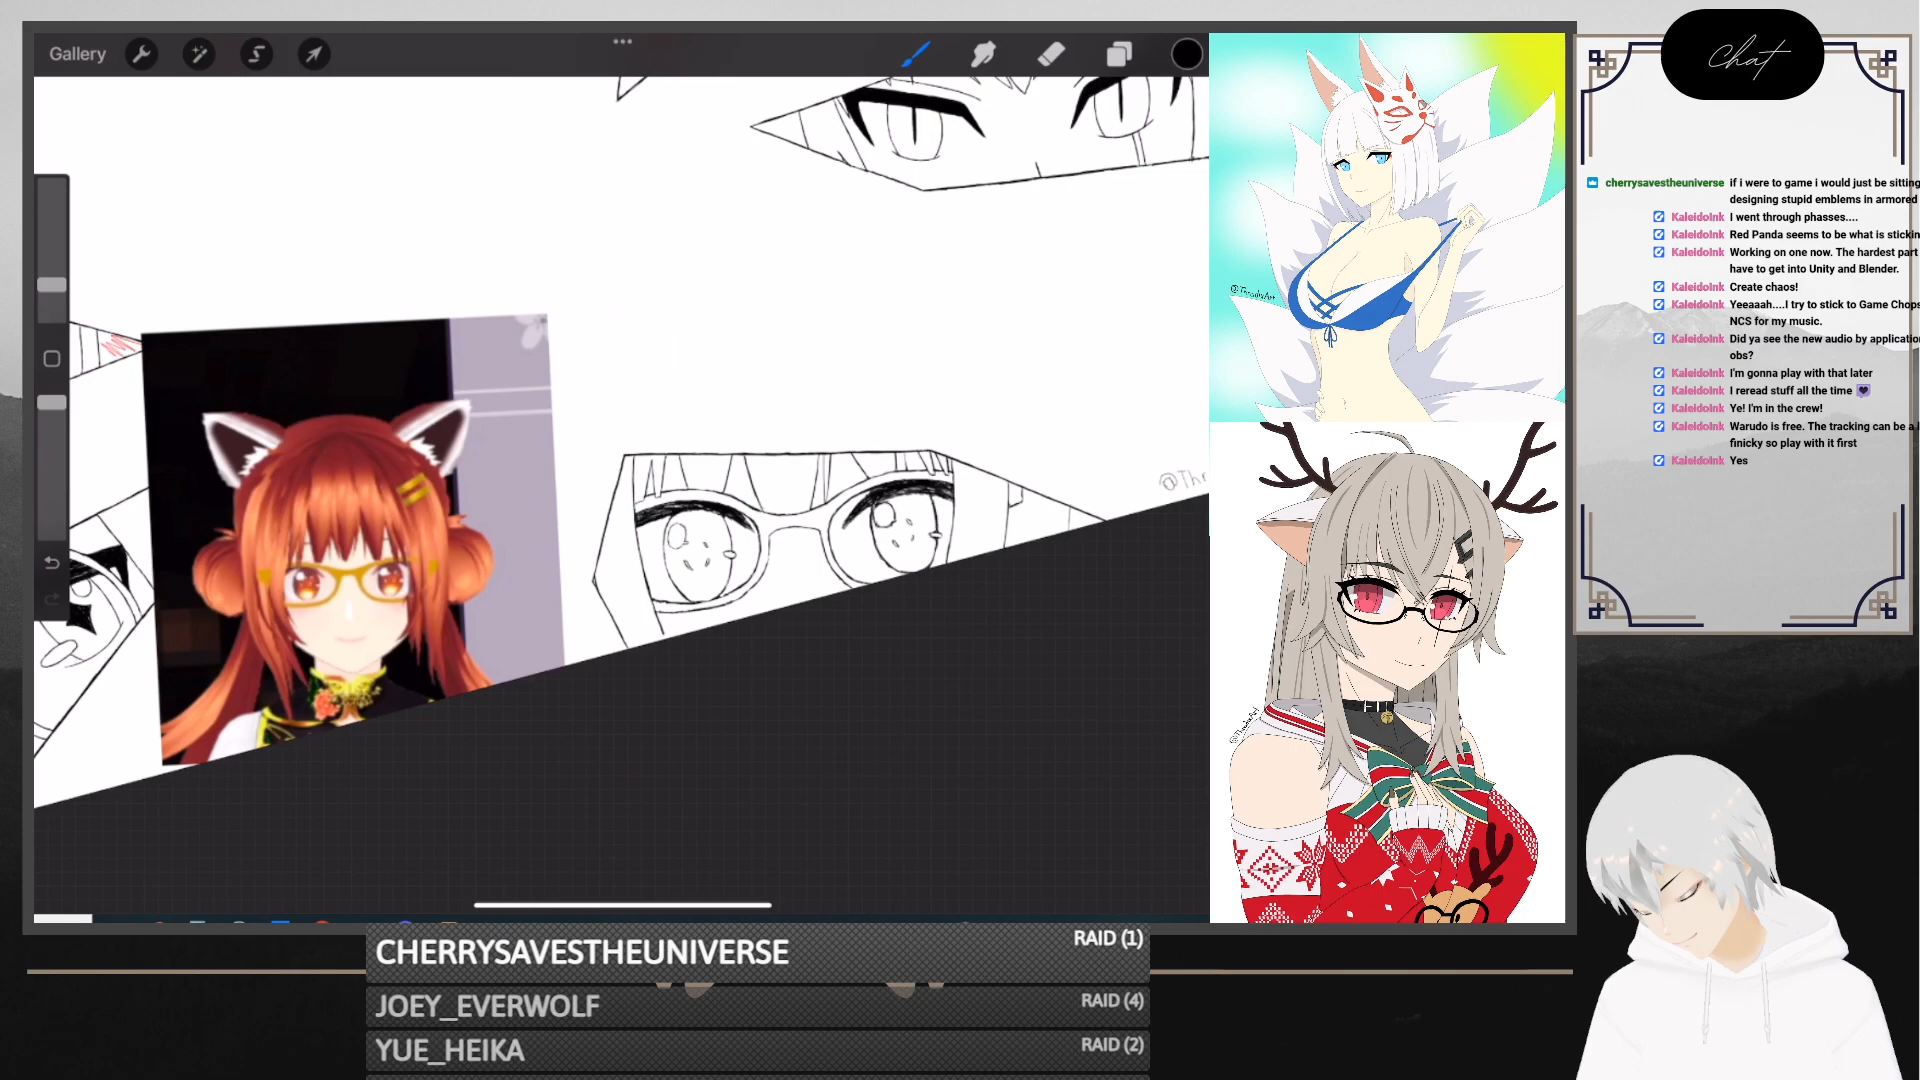 Gallery
Chat
cherrysavestheuniverse if i were to game i would just be sitting
designing stupid emblems in armored
KaleidoInk I went through phasses....
KaleidoInk Red Panda seems to be what is stickin
KaleidoInk Working on one now. The hardest part
have to get into Unity and Blender.
KaleidoInk Create chaos!
KaleidoInk Yeeaaah....I try to stick to Game Chops
NCS for my music.
KaleidoInk Did ya see the new audio by application
obs?
KaleidoInk I'm gonna play with that later
KaleidoInk I reread stuff all the time
KaleidoInk Ye! I'm in the crew!
KaleidoInk Warudo is free. The tracking can be a
finicky so play with it first
KaleidoInk Yes
@Thr
CHERRYSAVESTHEUNIVERSE RAID (1)
JOEY_EVERWOLF RAID (4)
YUE_HEIKA RAID (2)